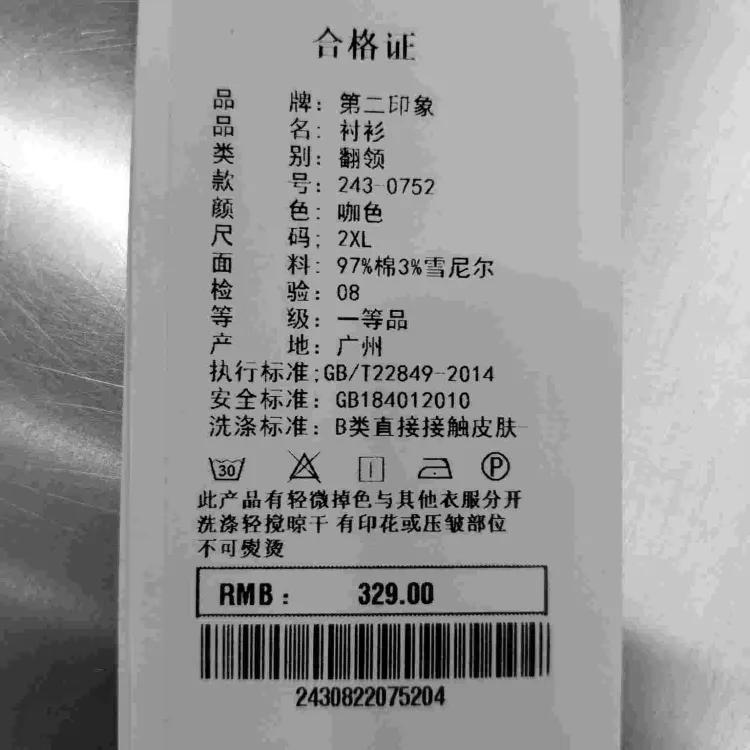 合格证
品 牌：第二印象
品 名：衬衫
类 别：翻领
款 号：243-0752
颜 色：咖色
尺 码；2XL
面 料：97%棉3%雪尼尔
检 验：08
等 级：一等品
产 地：广州
执行标准;GB/T22849-2014
安全标准：GB184012010
洗涤标准：B类直接接触皮肤
30 P
此产品有轻微掉色与其他衣服分开
洗涤轻搅晾干 有印花或压皱部位
不可熨烫
RMB： 329.00
2430822075204